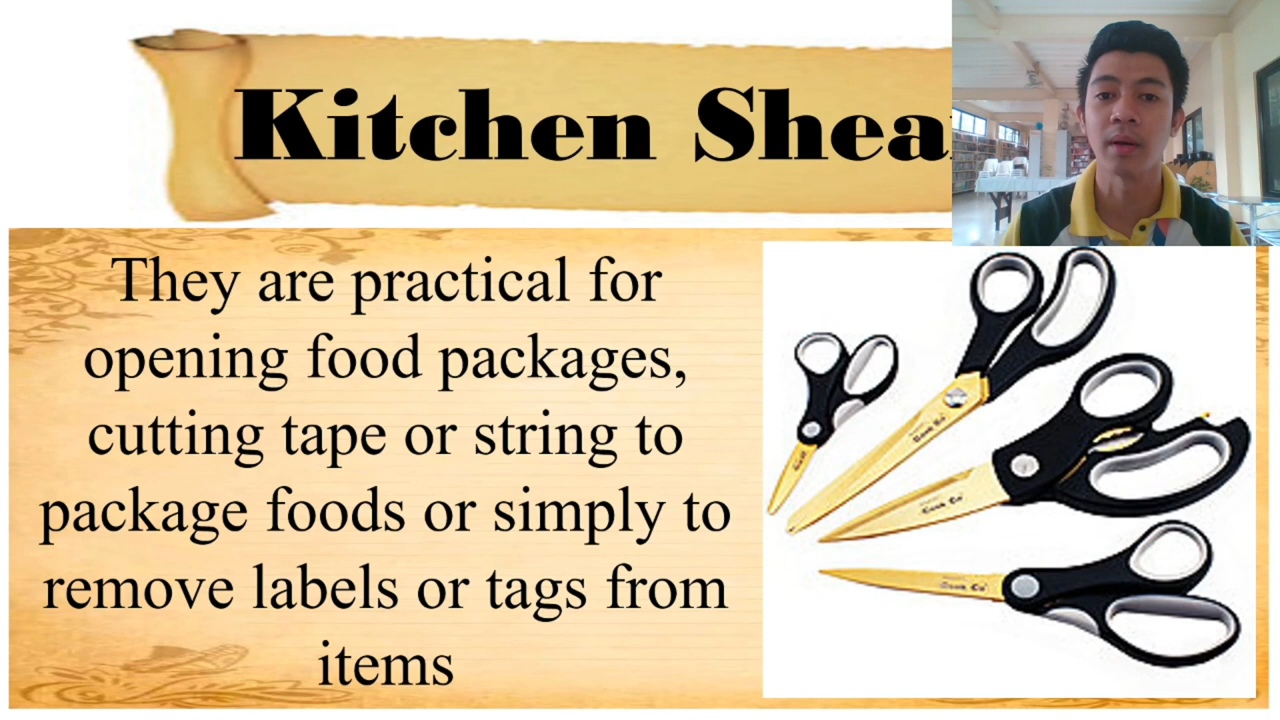 Kitchen Shea
They are practical for
opening food packages,
cutting tape or string to
package foods or simply to
remove labels or tags from
items